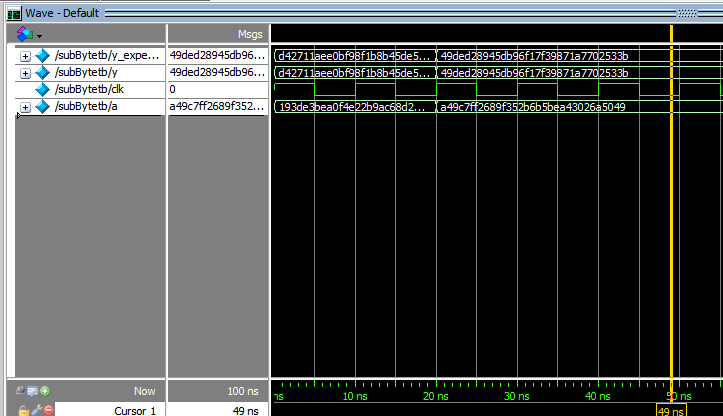 Wave - Default
Msgs
/subBytetb/y_expe... 49ded28945db96... d42711aee0bf98f1b8b45de5... 49ded28945db96f17f39871a7702533b
/subBytetb/y 49ded28945db96... d42711aee0bf98f1b8b45de5... 49ded28945db96f17f39871a7702533b
/subBytetb/clk 0
/subBytetb/a a49c7ff2689f352... 193de3bea0f4e22b9ac68d2... a49c7ff2689f352b6b5bea43026a5049
Now 100 ns ns 10 ns 20 ns 30 ns 40 ns 50 ns
Cursor 1 49 ns 49 ns